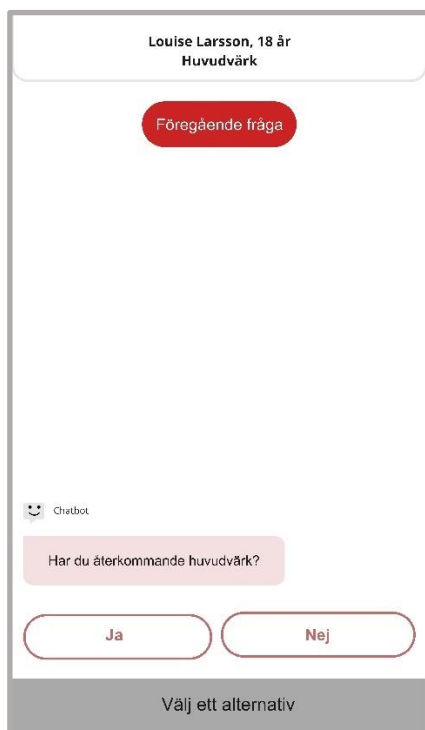 Louise Larsson, 18 år
Huvudvärk
Föregående fråga
Chatbot
Har du återkommande huvudvärk?
Ja
Nej
Välj ett alternativ